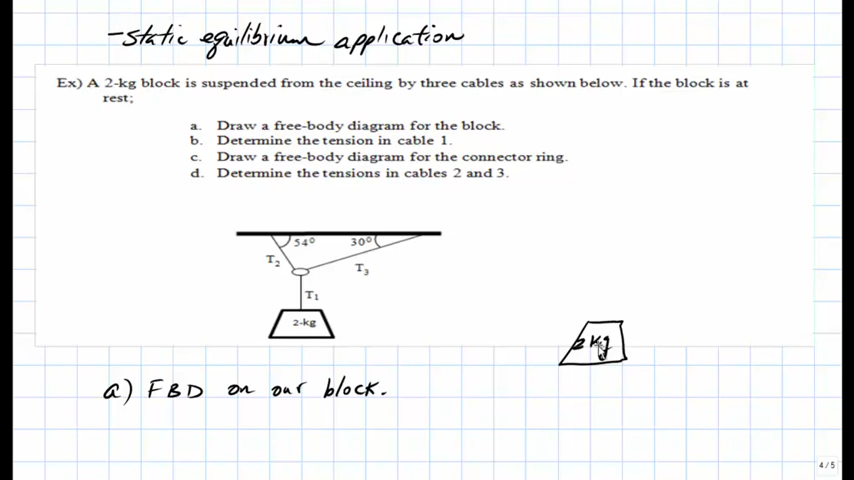 -static equilibrium application
Ex) A 2-kg block is suspended from the ceiling by three cables as shown below. If the block is at
rest;
a. Draw a free-body diagram for the block.
b. Determine the tension in cable 1.
c. Draw a free-body diagram for the connector ring.
d. Determine the tensions in cables 2 and 3.
54° 30°
T₂ T₃
T₁
2-kg
2 kg
a) FBD on our block.
4/5